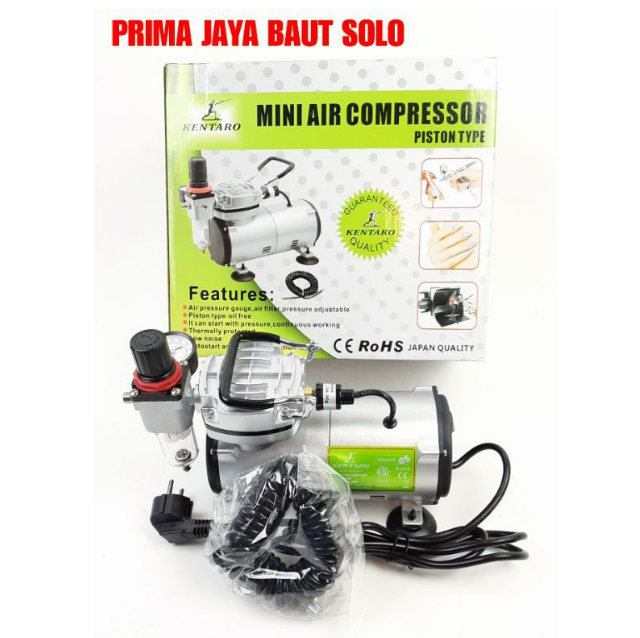 PRIMA JAYA BAUT SOLO
KENTARO
MINI AIR COMPRESSOR
PISTON TYPE
GUARANTEED
KENTARO
QUALITY
Features:
Air pressure gauge,air filter,pressure adjustable
Piston type:oil free
It can start with pressure,continuous working
Thermally protected
Low noise
CE RoHS JAPAN QUALITY
KENTARO